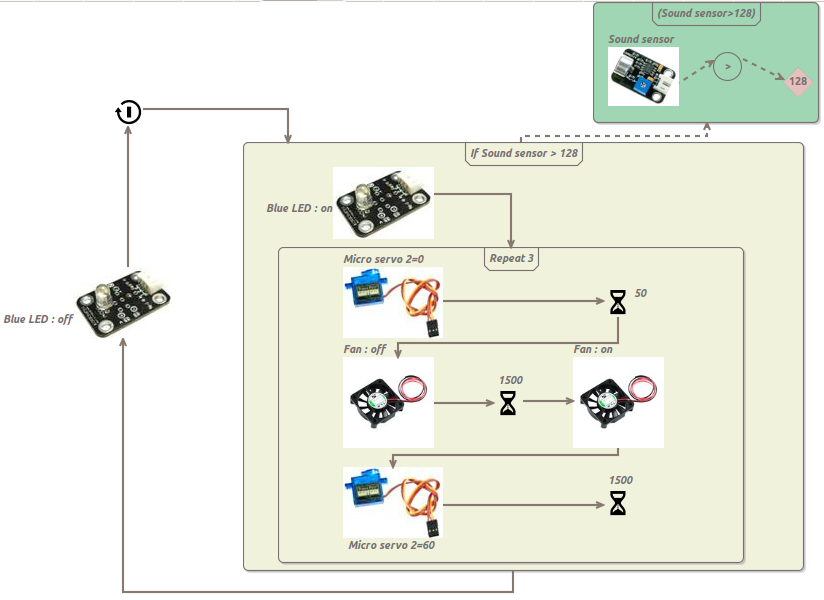 (Sound sensor>128)
Sound sensor
>
128
If Sound sensor > 128
Blue LED : on
Repeat 3
Micro servo 2=0
50
Blue LED : off
Fan : off
Fan : on
1500
1500
Micro servo 2=60